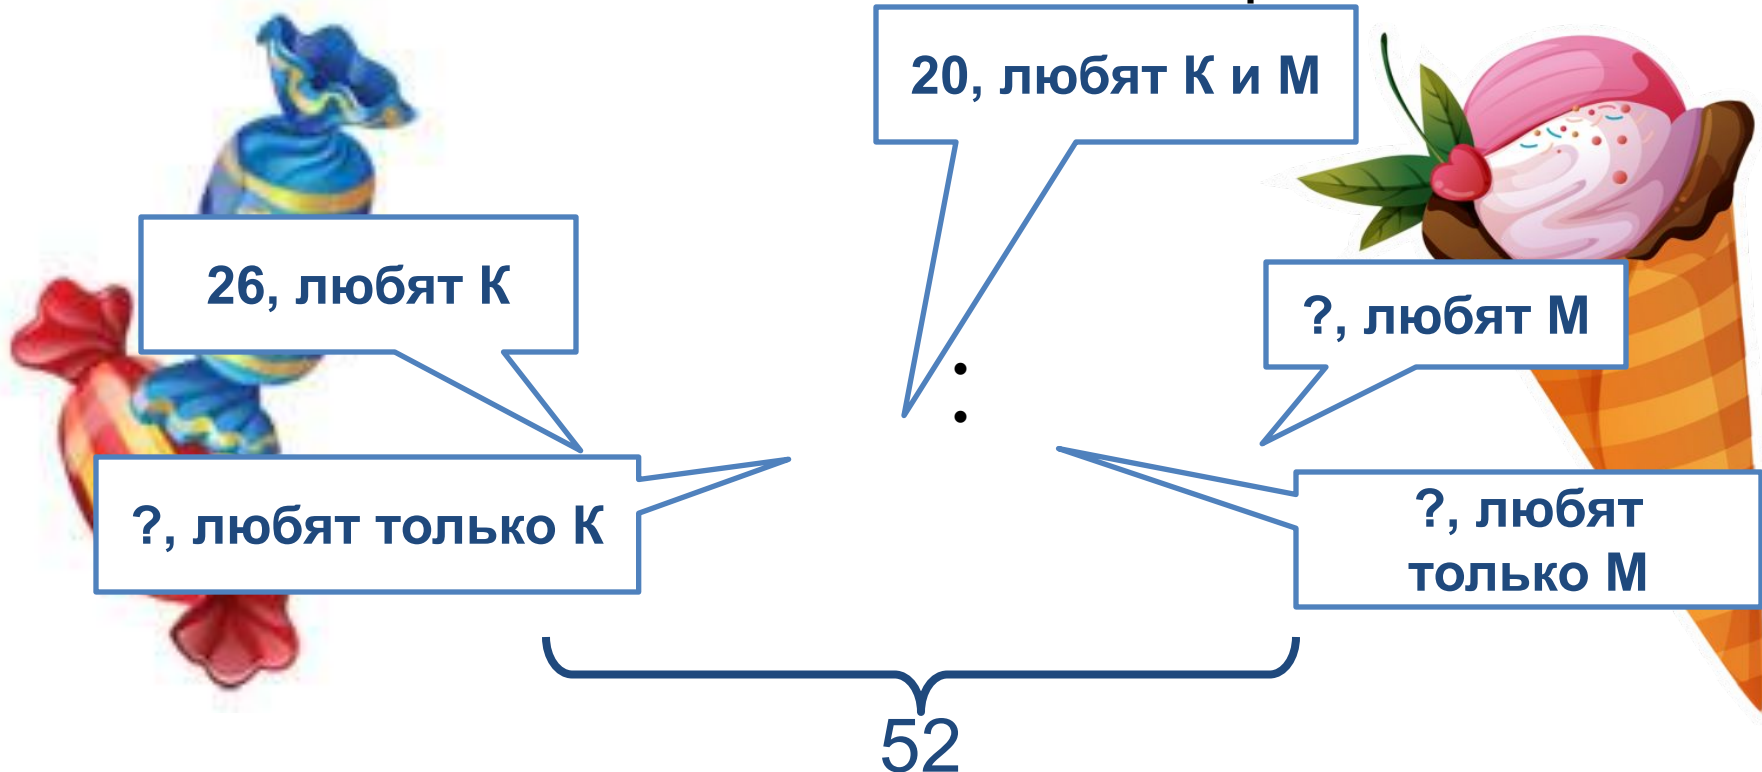 20, любят К и М
26, любят К
?, любят М
?, любят только К
?, любят
только М
52